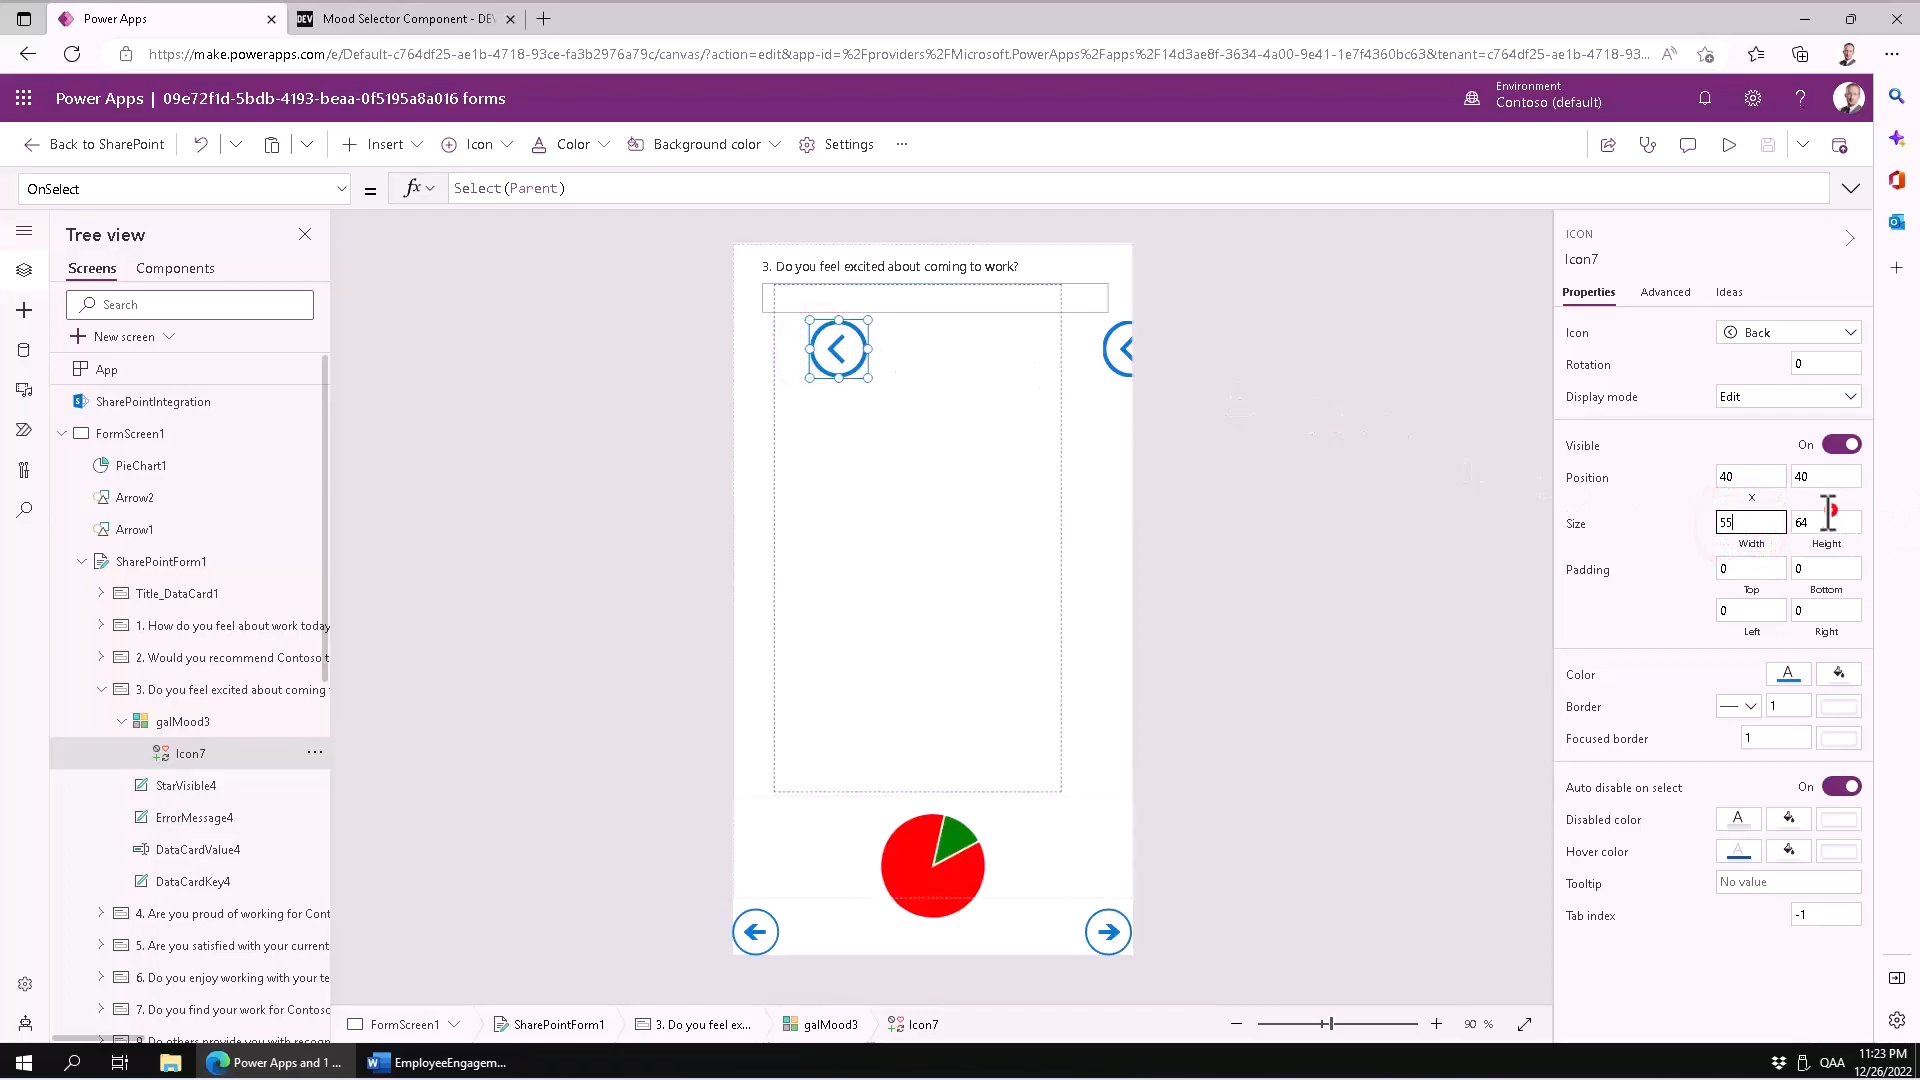 Power Apps
Mood Selector Component - DE
https://make.powerapps.com/e/Default-c764df25-ae1b-4718-93ce-fa3b2976a79c/canvas/?action=edit&app-id=%2Fproviders%2FMicrosoft.PowerApps%2Fapps%2F14d3ae8f-3634-4a00-9e41-1e7f4360bc63&tenant=c764df25-ae1b-4718-93...
Power Apps | 09e72f1d-5bdb-4193-beaa-0f5195a8a016 forms
Environment
Contoso (default)
Back to SharePoint
Insert
Icon
Color
Background color
Settings
OnSelect
=
fx
Select(Parent)
Tree view
Screens
Components
Search
New screen
App
SharePointIntegration
FormScreen1
PieChart1
Arrow2
Arrow1
SharePointForm1
Title_DataCard1
1. How do you feel about work today
2. Would you recommend Contoso t
3. Do you feel excited about coming
galMood3
Icon7
StarVisible4
ErrorMessage4
DataCardValue4
DataCardKey4
4. Are you proud of working for Cont
5. Are you satisfied with your current
6. Do you enjoy working with your te
7. Do you find your work for Contoso
3. Do you feel excited about coming to work?
ICON
Icon7
Properties
Advanced
Ideas
Icon
Back
Rotation
0
Display mode
Edit
Visible
On
Position
40
40
X
Size
55
64
Width
Height
Padding
0
0
Top
Bottom
0
0
Left
Right
Color
Border
1
Focused border
1
Auto disable on select
On
Disabled color
Hover color
Tooltip
No value
Tab index
-1
FormScreen1
SharePointForm1
3. Do you feel ex...
galMood3
Icon7
90 %
Power Apps and 1 ...
EmployeeEngagem...
QAA
11:23 PM
12/26/2022